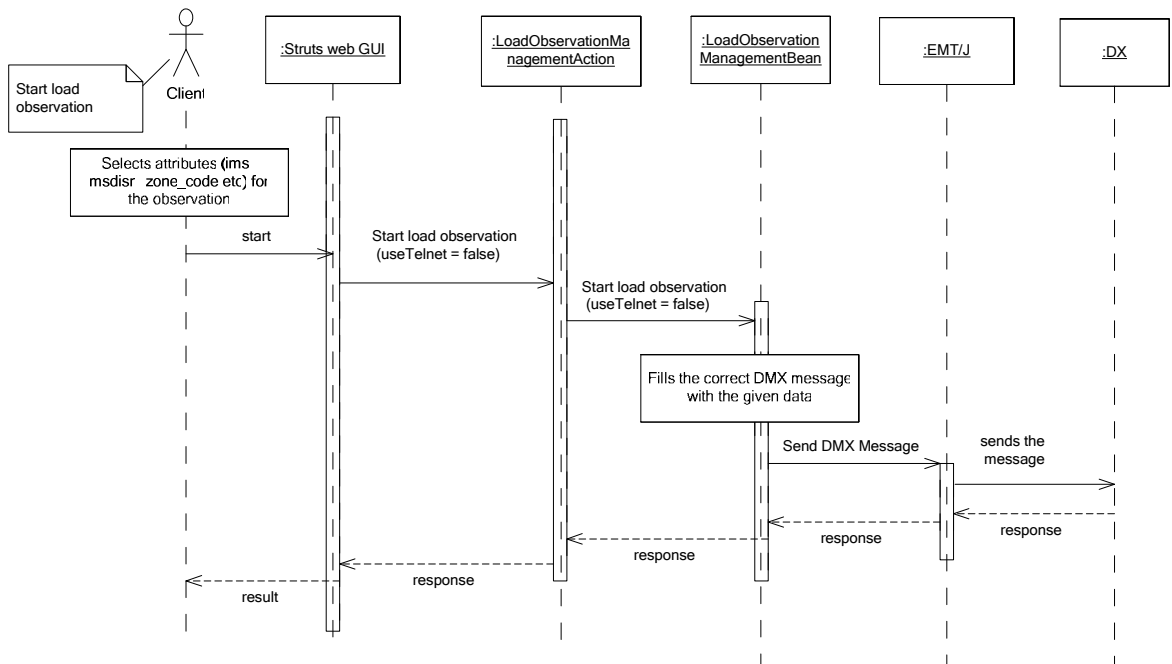 :Struts web GUI
:LoadObservationMa
nagementAction
:LoadObservation
ManagementBean
:EMT/J
:DX
Start load
observation
Client
Selects attributes (ims
msdisr zone_code etc) for
the observation
start
Start load observation
(useTelnet = false)
Start load observation
(useTelnet = false)
Fills the correct DMX message
with the given data
Send DMX Message
sends the
message
response
response
response
response
result